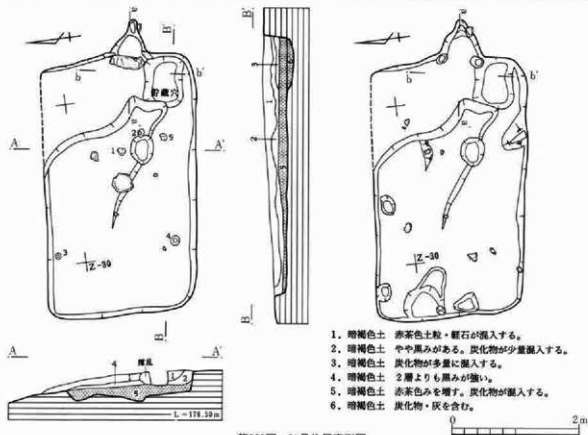 a
B'
B'
b
b'
貯蔵穴
a'
20
1
5
A
A'
3
4
Z-30
B
3
1
2
5
B
b
b'
a'
Z-30
A
4
撹乱
A'
1
2
5
L=178.50m
1. 暗褐色土 赤茶色土粒・軽石が混入する。
2. 暗褐色土 やや黒みがある。炭化物が少量混入する。
3. 暗褐色土 炭化物が多量に混入する。
4. 暗褐色土 2層よりも黒みが強い。
5. 暗褐色土 赤茶色みを増す。炭化物が混入する。
6. 暗褐色土 炭化物・灰を含む。
0 2m